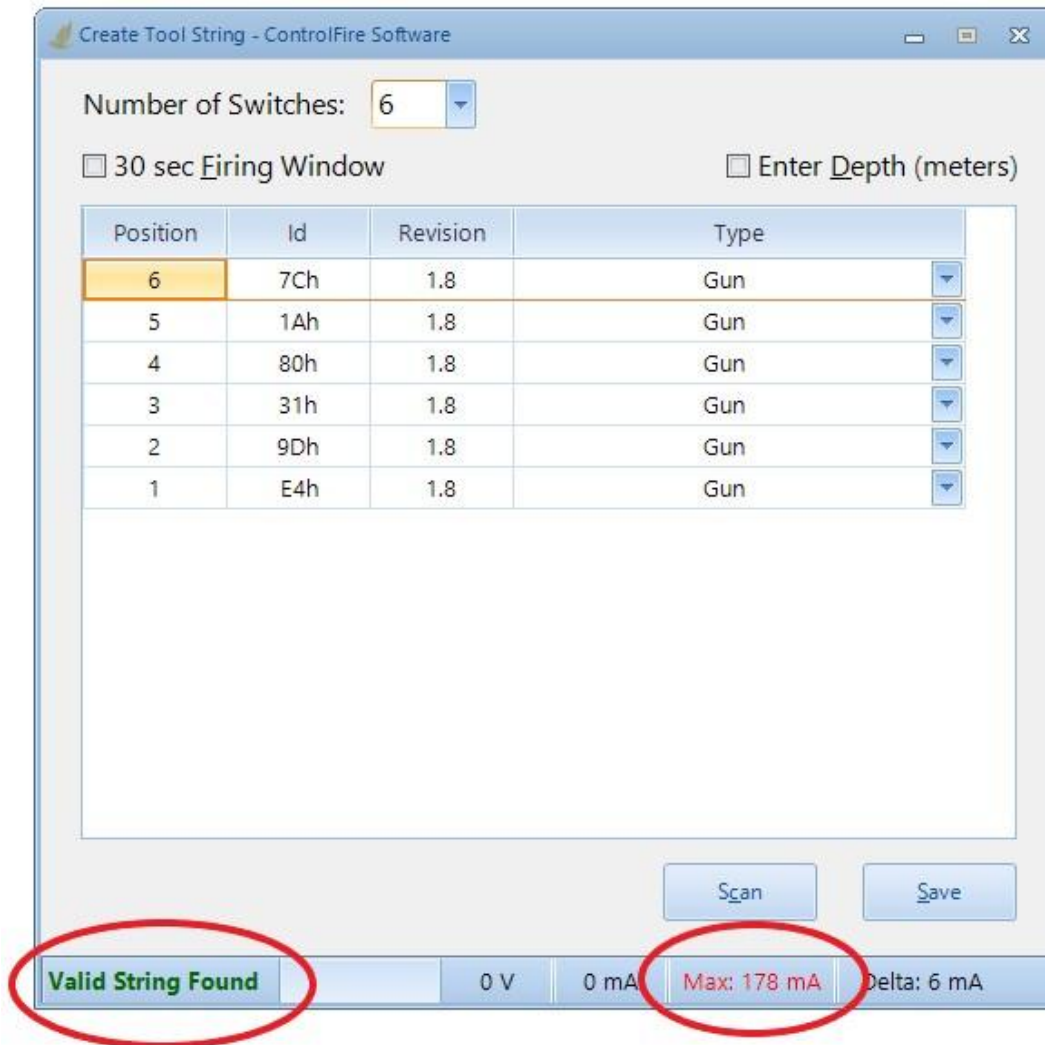 Create Tool String - ControlFire Software
Number of Switches: 6
30 sec Firing Window Enter Depth (meters)
Position Id Revision Type
6 7Ch 1.8 Gun
5 1Ah 1.8 Gun
4 80h 1.8 Gun
3 31h 1.8 Gun
2 9Dh 1.8 Gun
1 E4h 1.8 Gun
Scan Save
Valid String Found 0 V 0 mA Max: 178 mA Delta: 6 mA